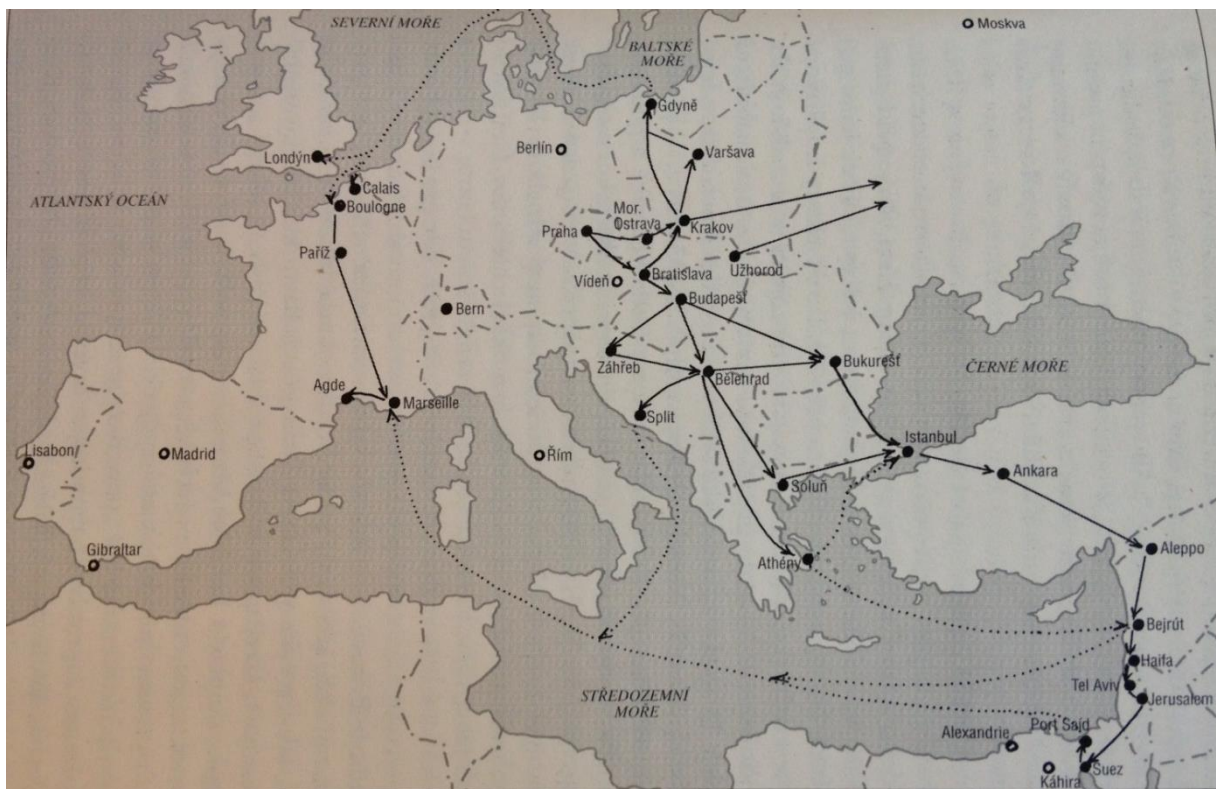 SEVERNÍ MOŘE
Moskva
BALTSKÉ
MOŘE
Gdyně
Londýn
Berlín
Varšava
Calais
ATLANTSKÝ OCEÁN
Boulogne
Mor.
Ostrava
Praha
Krakov
Paříž
Vídeň
Bratislava
Užhorod
Budapešť
Bern
Záhřeb
Bělehrad
Bukurešť
ČERNÉ MOŘE
Agde
Marseille
Split
Istanbul
Lisabon
Madrid
Řím
Ankara
Soluň
Gibraltar
Athény
Aleppo
Bejrút
Haifa
Tel Aviv
Jerusalem
STŘEDOZEMNÍ
MOŘE
Alexandrie
Port Said
Káhira
Suez